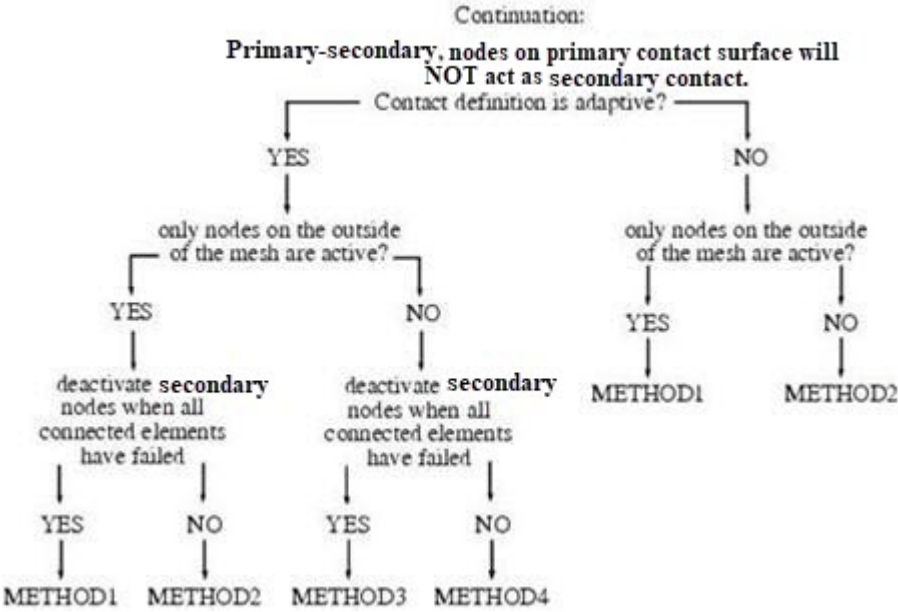 Continuation:
Primary-secondary, nodes on primary contact surface will
NOT act as secondary contact.
Contact definition is adaptive?
YES
NO
only nodes on the outside
of the mesh are active?
only nodes on the outside
of the mesh are active?
YES
NO
YES
NO
deactivate secondary
nodes when all
connected elements
have failed
deactivate secondary
nodes when all
connected elements
have failed
METHOD1
METHOD2
YES
NO
YES
NO
METHOD1
METHOD2
METHOD3
METHOD4